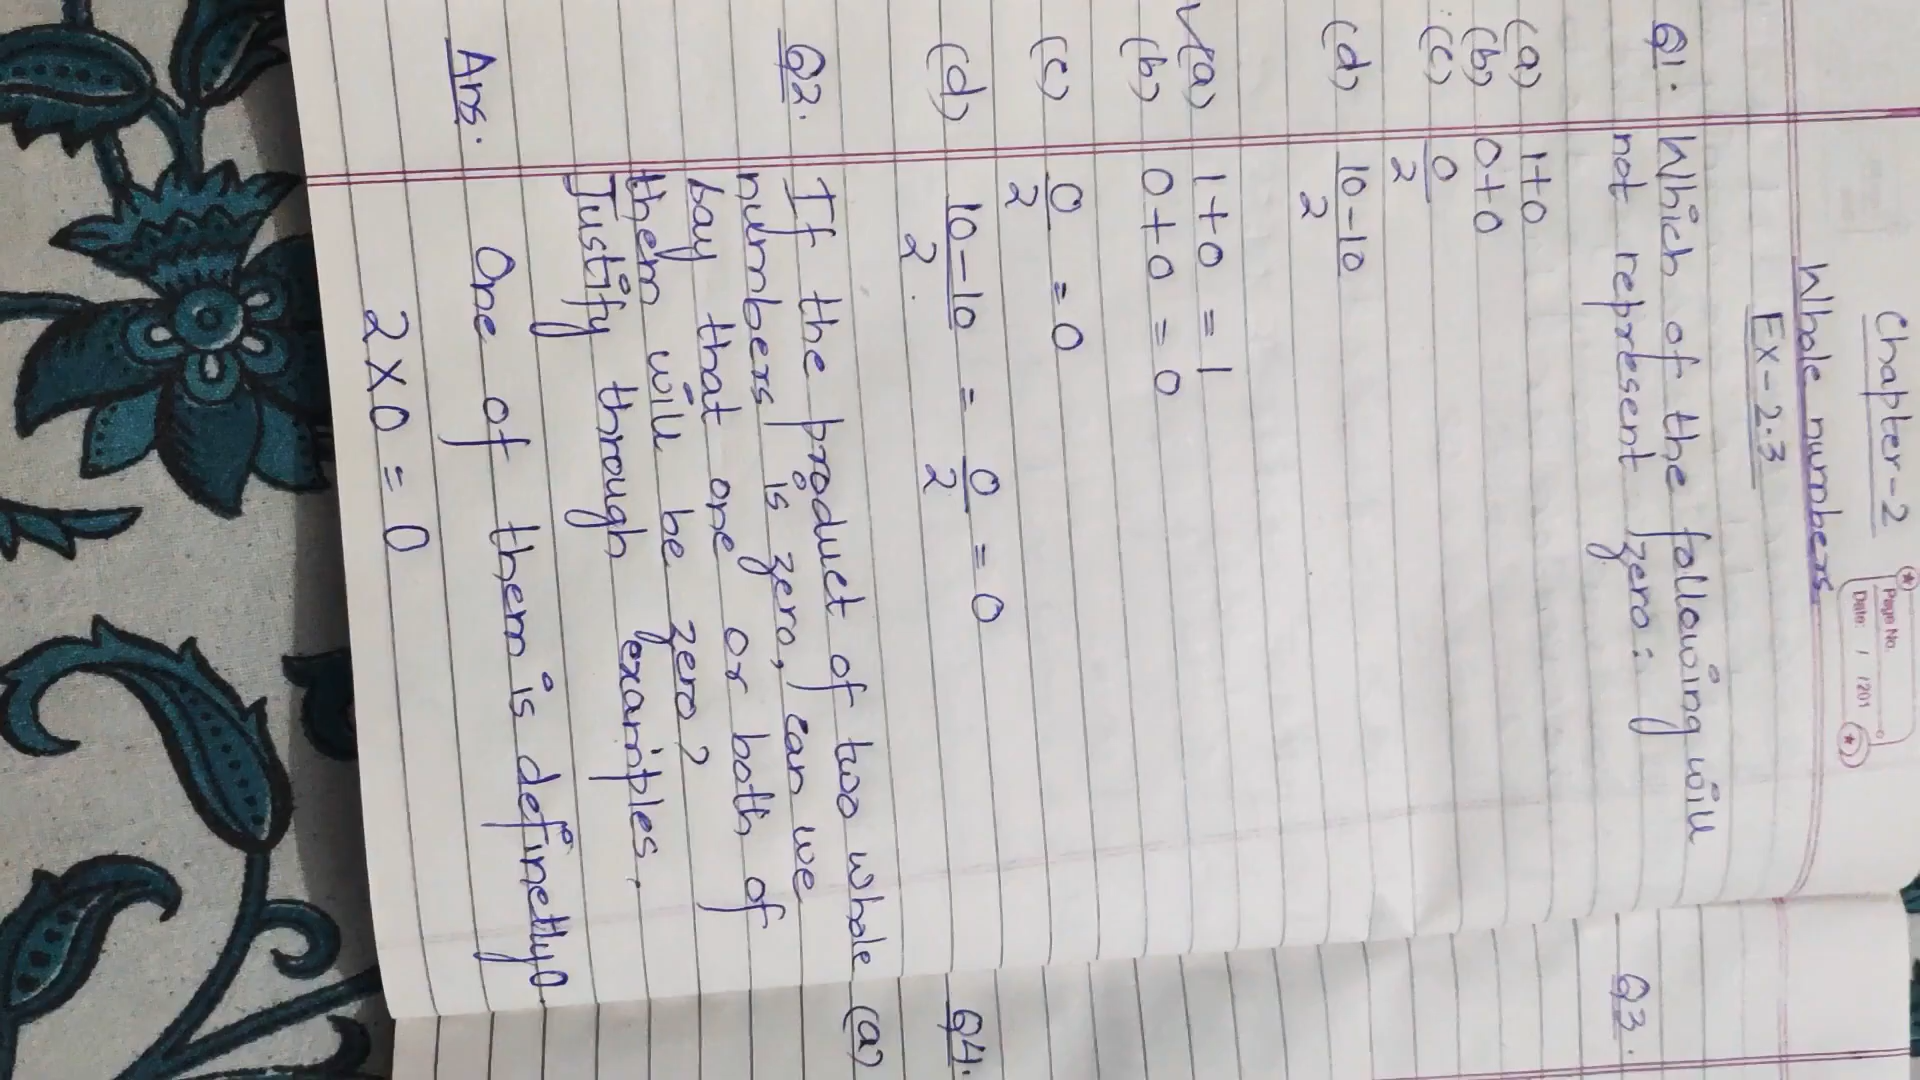 Chapter-2
Page No.
Date: / /201
Whole numbers
EX-2.3
Q1. Which of the following will
not represent zero:
(a) 1+0
(b) 0+0
(c) 0/2
(d) 10-10/2
✓(a) 1+0 = 1
(b) 0+0 = 0
(c) 0/2 = 0
(d) 10-10/2 = 0/2 = 0
Q2. If the product of two whole
numbers is zero, can we
say that one or both of
them will be zero?
Justify through examples.
Ans. One of them is definetly 0
2×0=0
Q3.
Q4.
(a)